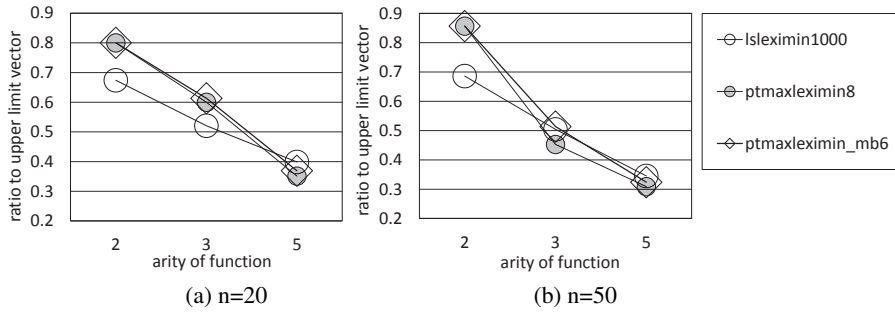 ratio to upper limit vector
0.9
0.8
0.7
0.6
0.5
0.4
0.3
0.2
2 3 5
arity of function
(a) n=20
ratio to upper limit vector
0.9
0.8
0.7
0.6
0.5
0.4
0.3
0.2
2 3 5
arity of function
(b) n=50
lsleximin1000
ptmaxleximin8
ptmaxleximin_mb6